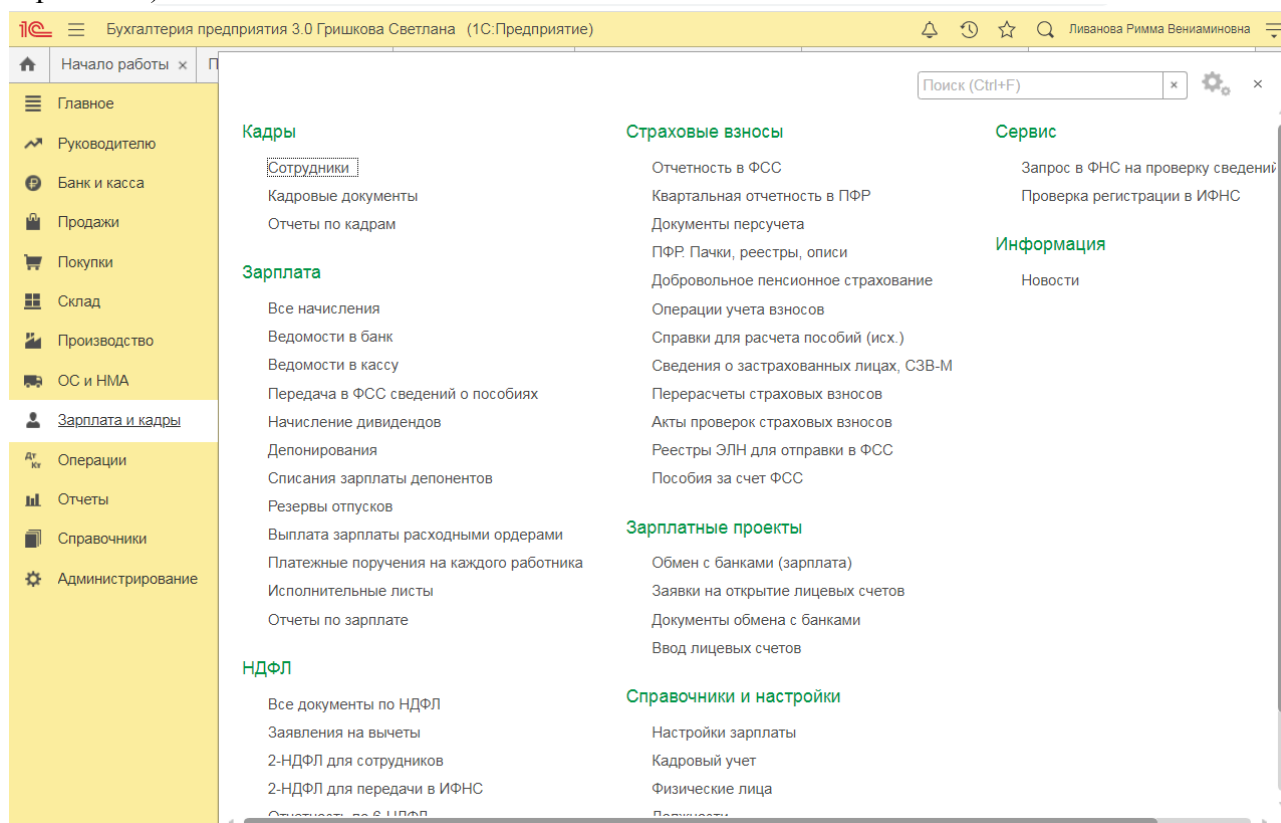 1С Бухгалтерия предприятия 3.0 Гришкова Светлана (1С:Предприятие) Ливанова Римма Вениаминовна
Начало работы × П
Поиск (Ctrl+F) × ×
Главное
Руководителю
Банк и касса
Продажи
Покупки
Склад
Производство
ОС и НМА
Зарплата и кадры
Дт Кт Операции
Отчеты
Справочники
Администрирование
Кадры
Сотрудники
Кадровые документы
Отчеты по кадрам
Зарплата
Все начисления
Ведомости в банк
Ведомости в кассу
Передача в ФСС сведений о пособиях
Начисление дивидендов
Депонирования
Списания зарплаты депонентов
Резервы отпусков
Выплата зарплаты расходными ордерами
Платежные поручения на каждого работника
Исполнительные листы
Отчеты по зарплате
НДФЛ
Все документы по НДФЛ
Заявления на вычеты
2-НДФЛ для сотрудников
2-НДФЛ для передачи в ИФНС
Страховые взносы
Отчетность в ФСС
Квартальная отчетность в ПФР
Документы персучета
ПФР. Пачки, реестры, описи
Добровольное пенсионное страхование
Операции учета взносов
Справки для расчета пособий (исх.)
Сведения о застрахованных лицах, СЗВ-М
Перерасчеты страховых взносов
Акты проверок страховых взносов
Реестры ЭЛН для отправки в ФСС
Пособия за счет ФСС
Зарплатные проекты
Обмен с банками (зарплата)
Заявки на открытие лицевых счетов
Документы обмена с банками
Ввод лицевых счетов
Справочники и настройки
Настройки зарплаты
Кадровый учет
Физические лица
Сервис
Запрос в ФНС на проверку сведений
Проверка регистрации в ИФНС
Информация
Новости